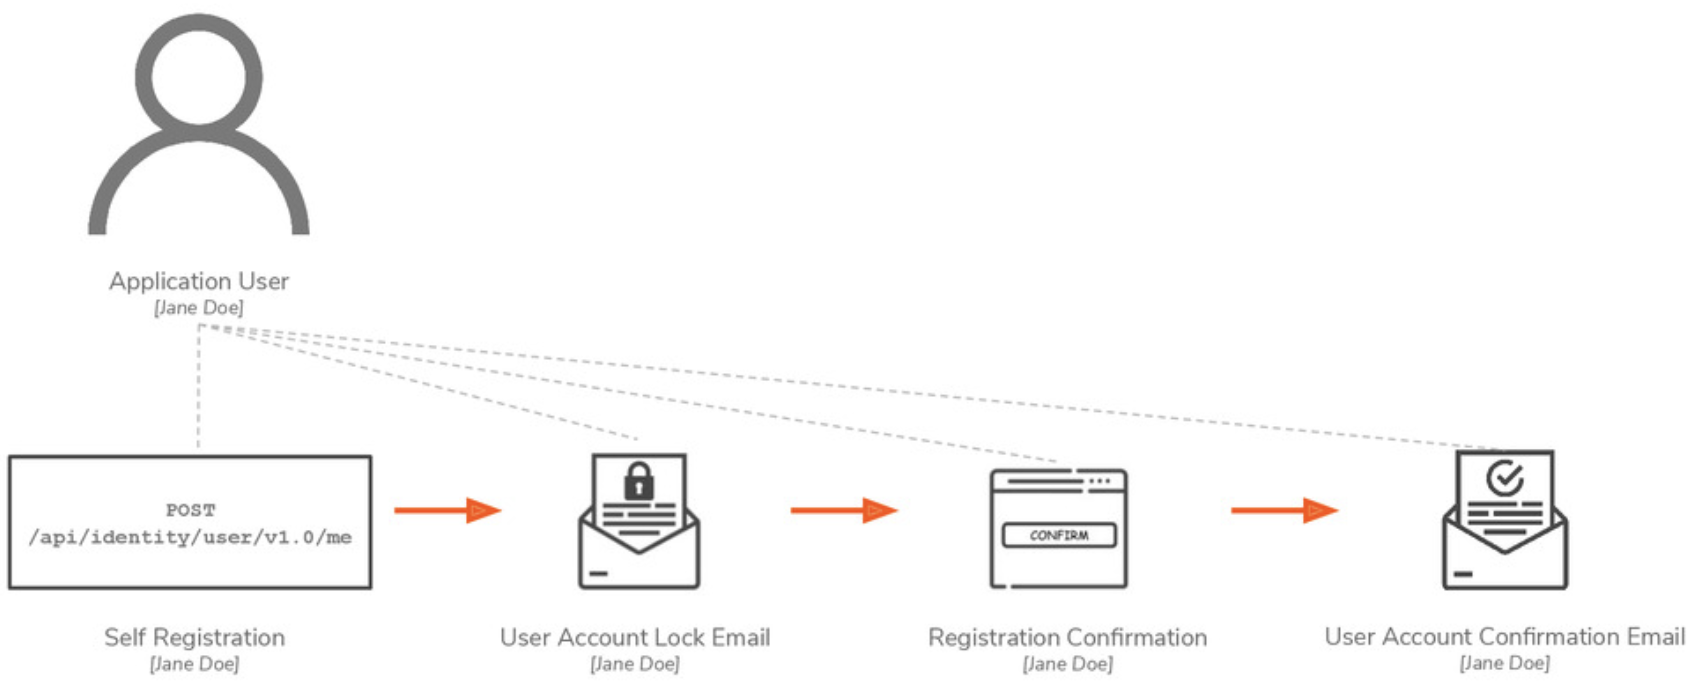 Application User
[Jane Doe]
POST
/api/identity/user/v1.0/me
CONFIRM
Self Registration
[Jane Doe]
User Account Lock Email
[Jane Doe]
Registration Confirmation
[Jane Doe]
User Account Confirmation Email
[Jane Doe]